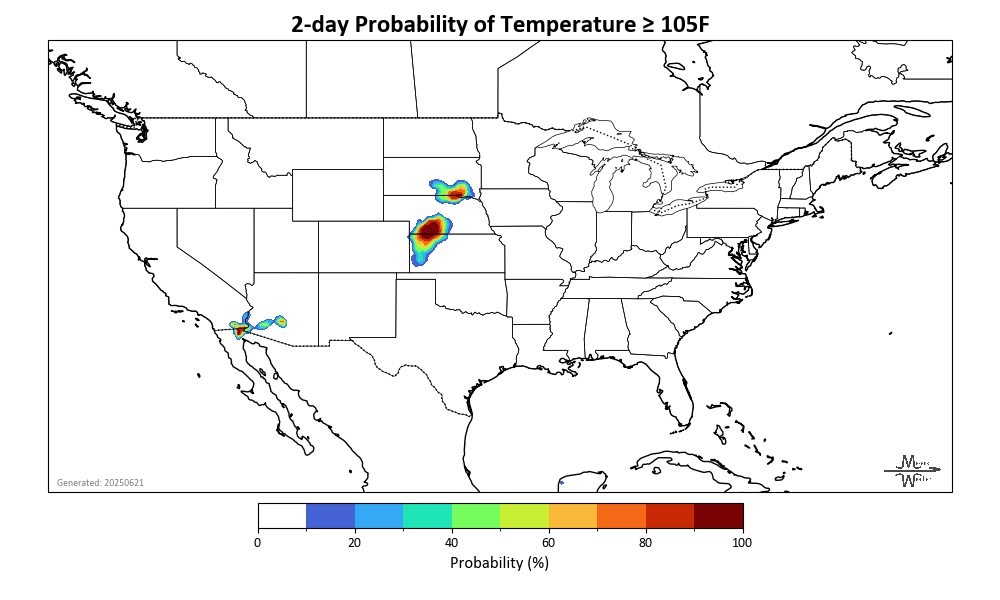 2-day Probability of Temperature ≥ 105F
Generated: 20250621
0 20 40 60 80 100
Probability (%)